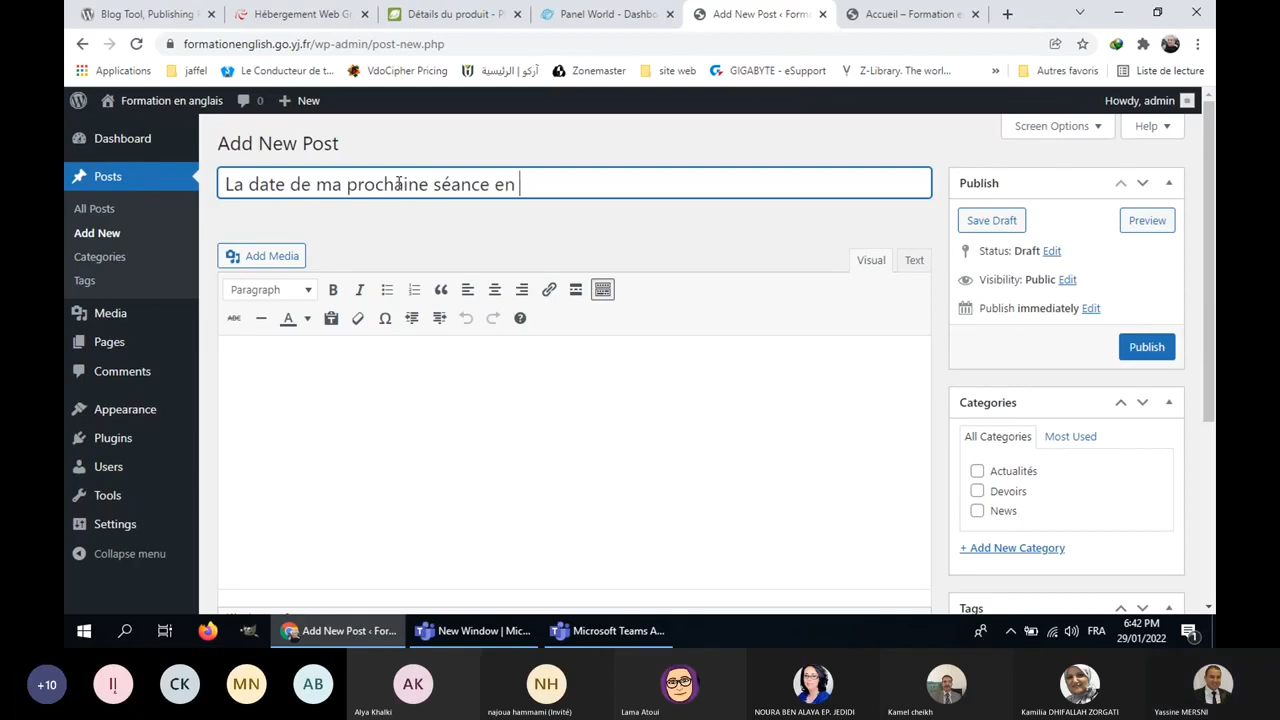 Blog Tool, Publishing
Hébergement Web Ge
Détails du produit - Pl
Panel World - Dashbo
Add New Post ‹ Form
Accueil – Formation e
formationenglish.go.yj.fr/wp-admin/post-new.php
Applications
jaffel
Le Conducteur de t...
VdoCipher Pricing
آركو | الرئيسية
Zonemaster
site web
GIGABYTE - eSupport
Z-Library. The worl...
»
Autres favoris
Liste de lecture
Formation en anglais
0
New
Howdy, admin
Dashboard
Posts
All Posts
Add New
Categories
Tags
Media
Pages
Comments
Appearance
Plugins
Users
Tools
Settings
Collapse menu
Screen Options
Help
Add New Post
La date de ma prochaine séance en
Add Media
Visual
Text
Paragraph
B
I
ABC
A
Ω
Publish
Save Draft
Preview
Status: Draft Edit
Visibility: Public Edit
Publish immediately Edit
Publish
Categories
All Categories
Most Used
Actualités
Devoirs
News
+ Add New Category
Tags
Add New Post ‹ For...
New Window | Mic...
Microsoft Teams A...
FRA
6:42 PM
29/01/2022
1
+10
CK
MN
AB
AK
Alya Khalki
NH
najoua hammami (Invité)
Lama Atoui
NOURA BEN ALAYA EP. JEDIDI
Kamel cheikh
Kamilia DHIFALLAH ZORGATI
Yassine MERSNI